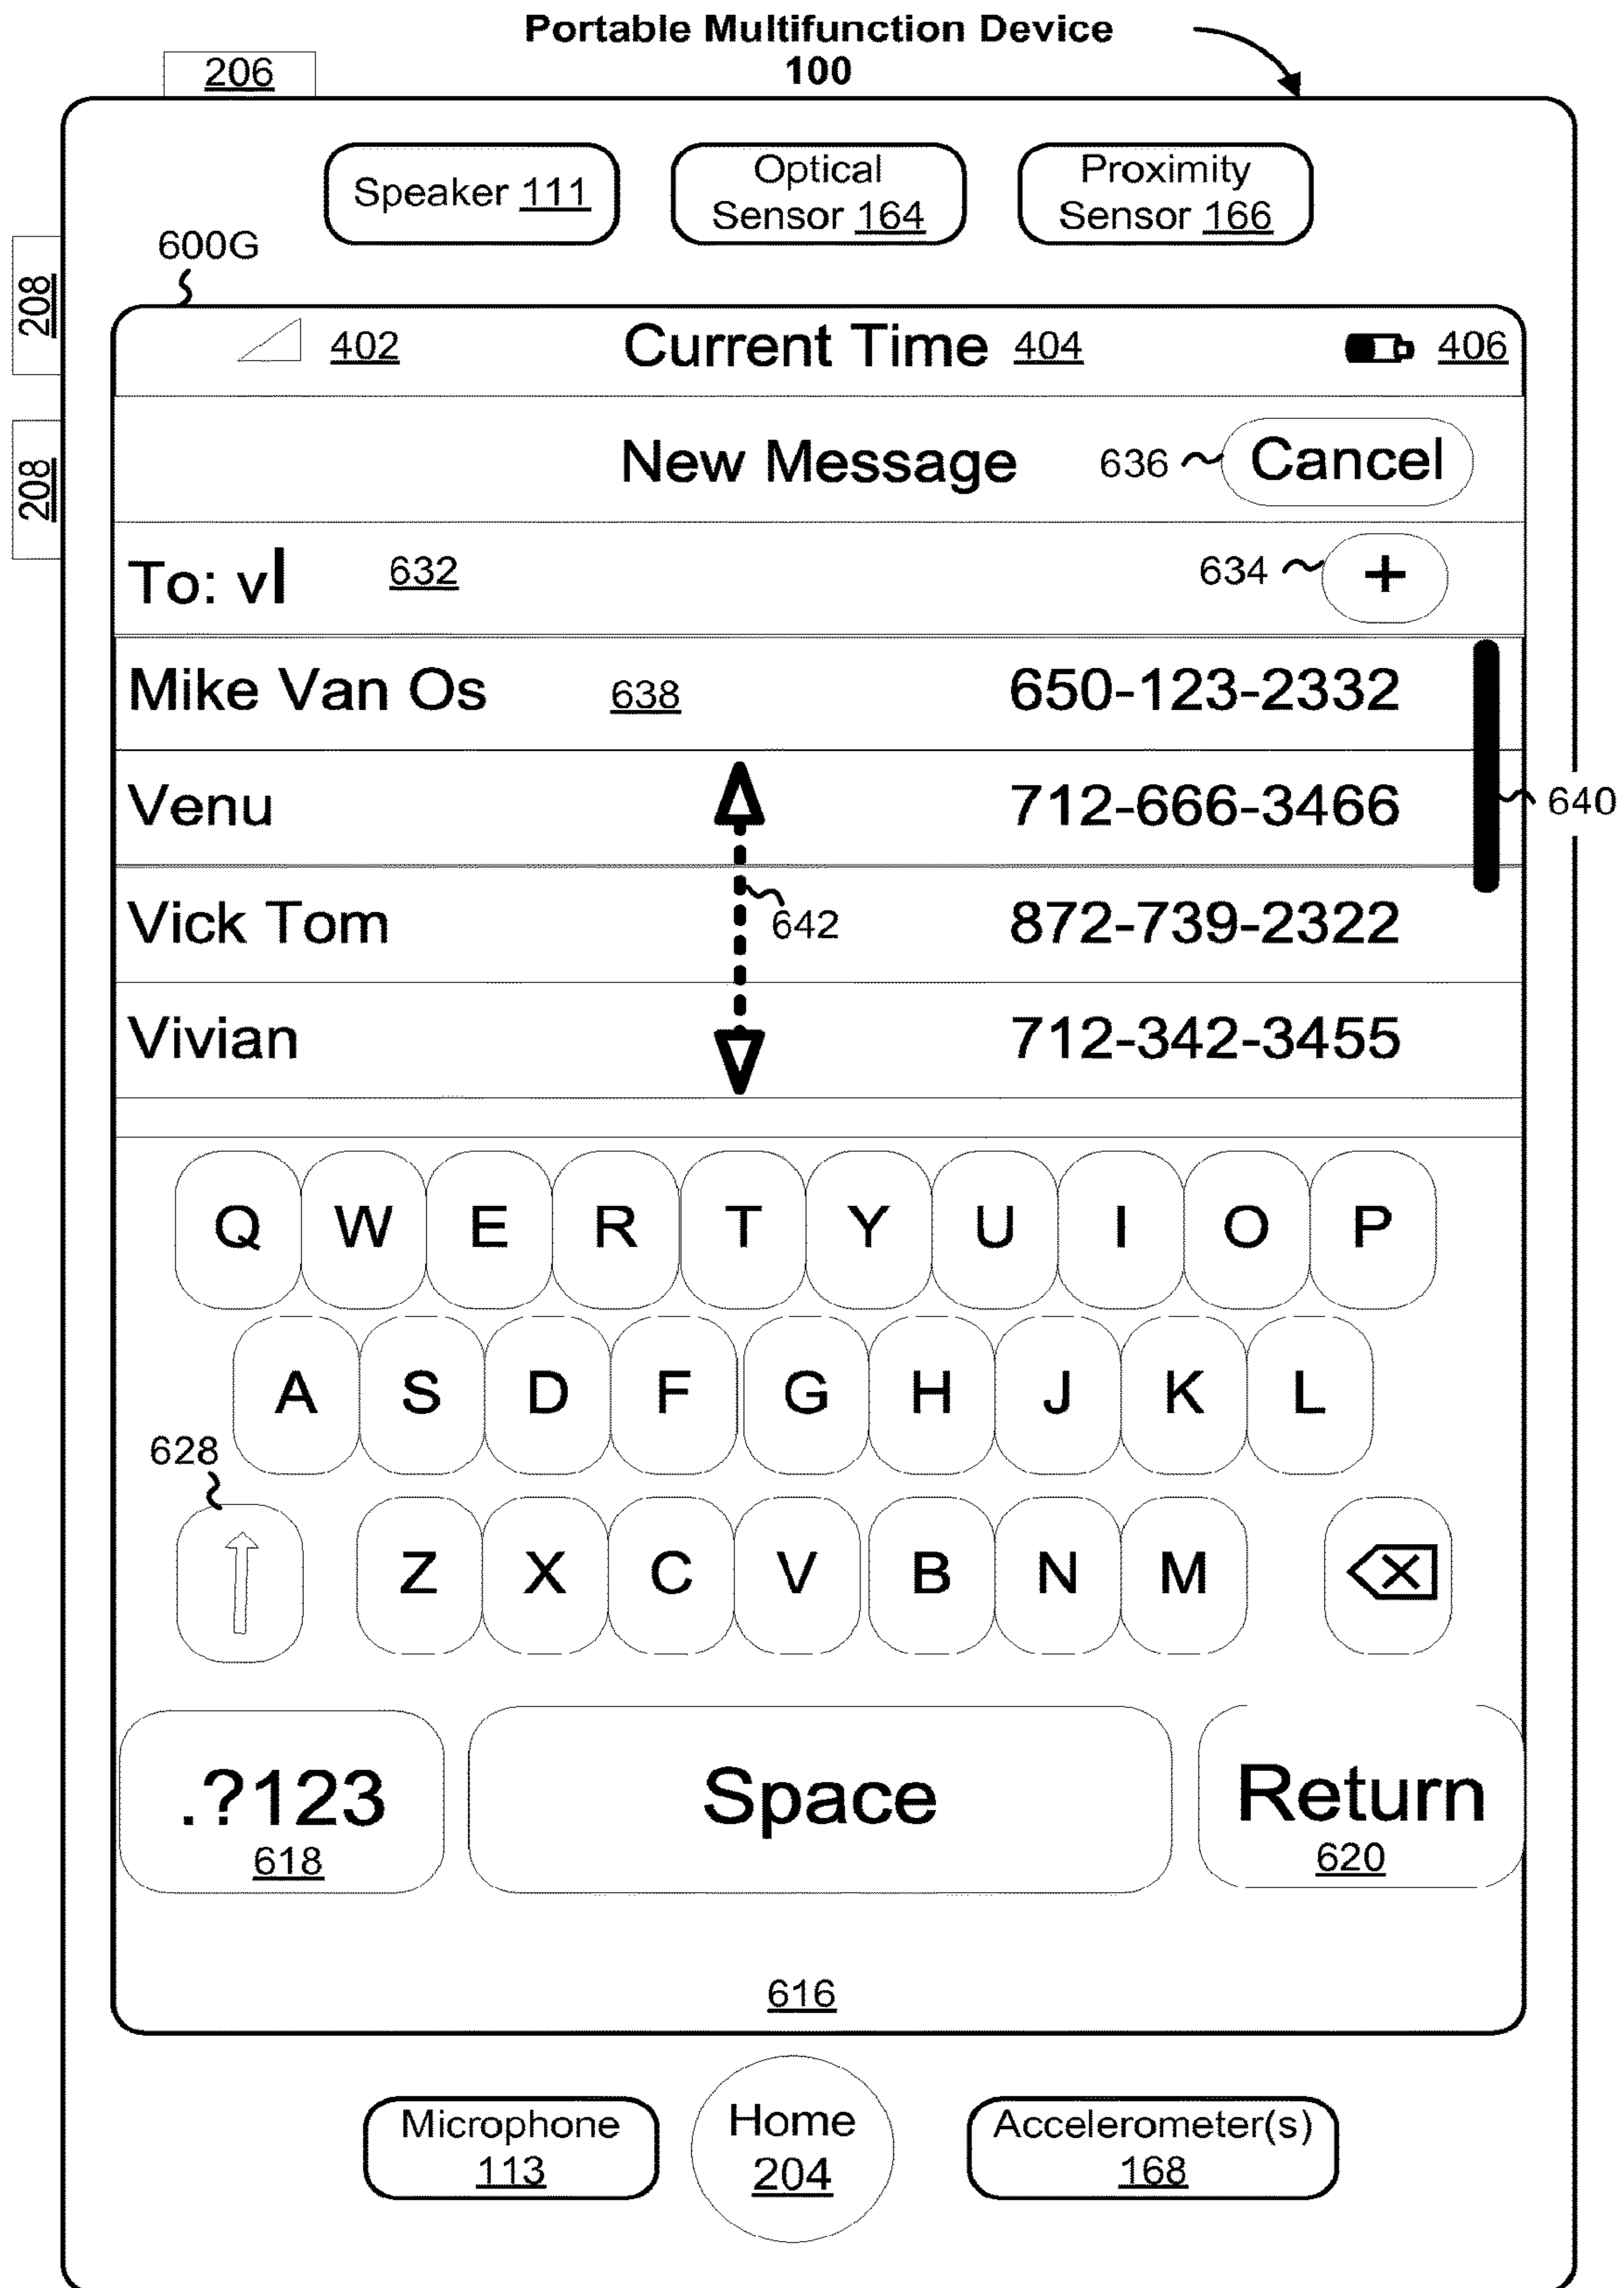 Portable Multifunction Device
100
206
Speaker 111
Optical
Sensor 164
Proximity
Sensor 166
600G
208
208
402
Current Time 404
406
New Message
636
Cancel
To: v
632
634
+
Mike Van Os
638
650-123-2332
Venu
712-666-3466
640
Vick Tom
642
872-739-2322
Vivian
712-342-3455
Q W E R T Y U I O P
A S D F G H J K L
628
Z X C V B N M
.?123
618
Space
Return
620
616
Microphone
113
Home
204
Accelerometer(s)
168